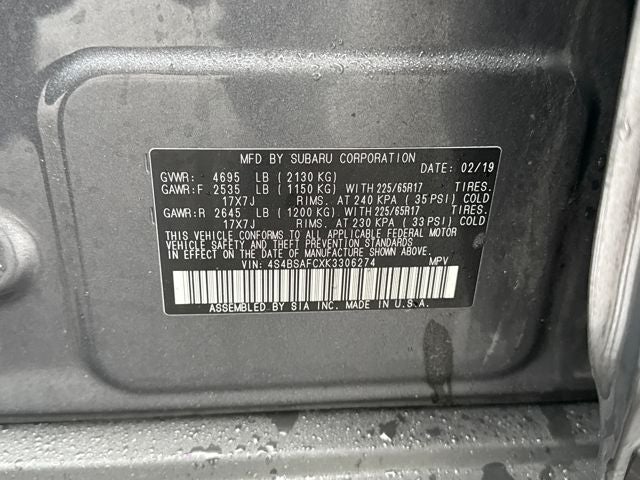 MFD BY SUBARU CORPORATION
DATE: 02/19
GVWR: 4695 LB ( 2130 KG)
GAWR:F 2535 LB ( 1150 KG) WITH 225/65R17 TIRES.
17X7J RIMS. AT 240 KPA ( 35 PSI) COLD
GAWR:R 2645 LB ( 1200 KG) WITH 225/65R17 TIRES.
17X7J RIMS. AT 230 KPA ( 33 PSI) COLD
THIS VEHICLE CONFORMS TO ALL APPLICABLE FEDERAL MOTOR
VEHICLE SAFETY AND THEFT PREVENTION STANDARDS
IN EFFECT ON THE DATE OF MANUFACTURE SHOWN ABOVE.
VIN: 4S4BSAFCXK3306274 MPV
ASSEMBLED BY SIA INC. MADE IN U.S.A.